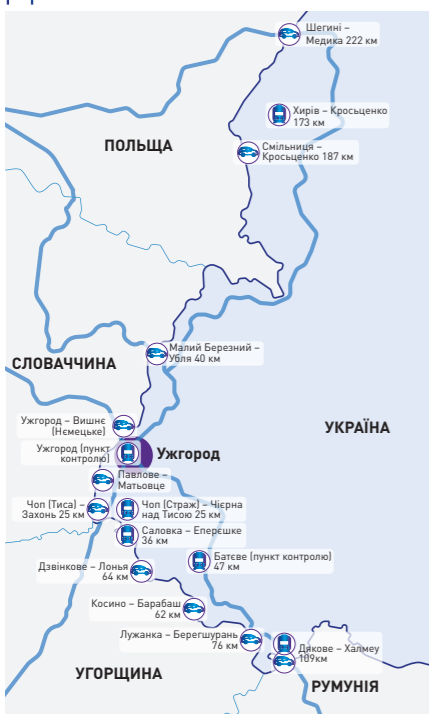 Шегині –
Медика 222 км
Хирів – Кросьценко
173 км
ПОЛЬЩА
Смільниця –
Кросьценко 187 км
Малий Березний –
Убля 40 км
СЛОВАЧЧИНА
Ужгород – Вишнє
(Нємецьке)
УКРАЇНА
Ужгород (пункт
контролю)
Ужгород
Павлове –
Матьовце
Чоп (Тиса) –
Захонь 25 км
Чоп (Страж) – Чієрна
над Тисою 25 км
Саловка – Еперєшке
36 км
Батєве (пункт контролю)
47 км
Дзвінкове – Лонья
64 км
Косино – Барабаш
62 км
Лужанка – Берегшурань
76 км
Дякове – Халмеу
109км
УГОРЩИНА
РУМУНІЯ